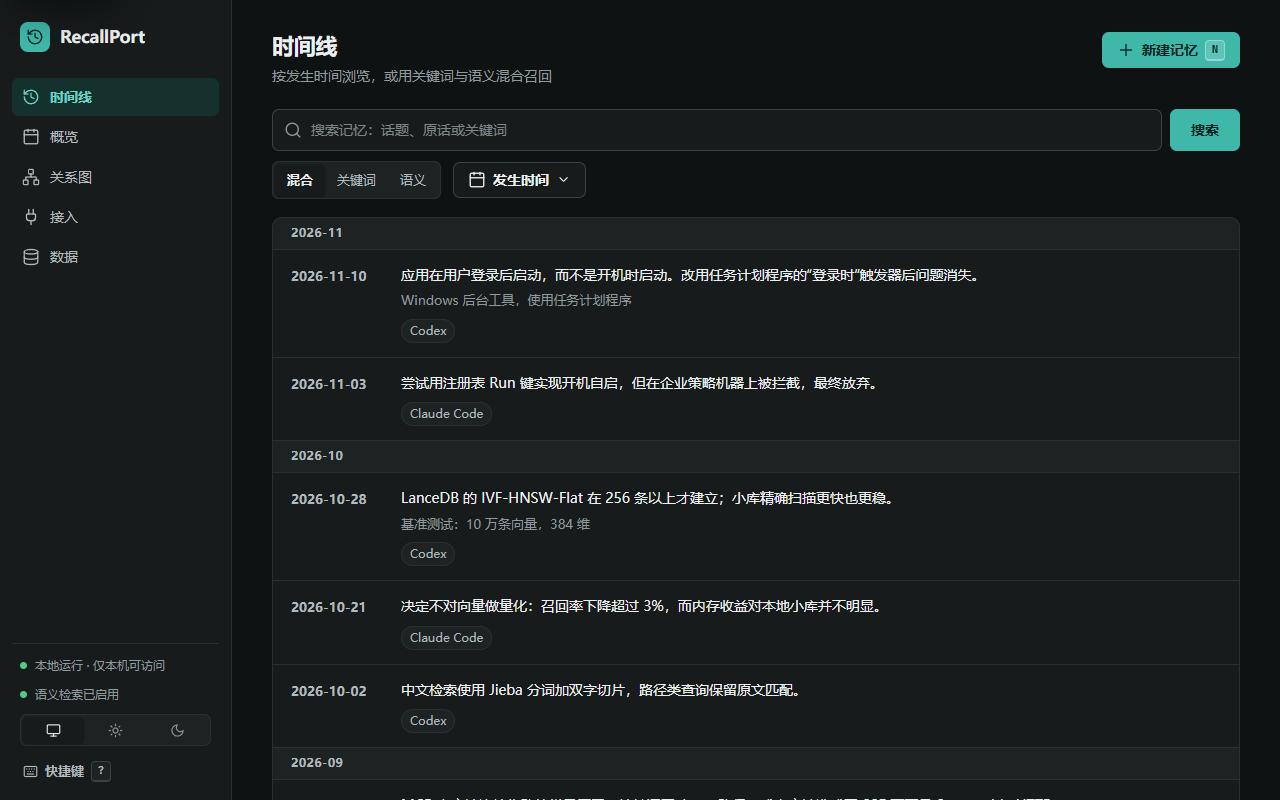 RecallPort
时间线
概览
关系图
接入
数据
本地运行 · 仅本机可访问
语义检索已启用
快捷键 ?
时间线
按发生时间浏览，或用关键词与语义混合召回
新建记忆 N
搜索记忆：话题、原话或关键词
搜索
混合 关键词 语义
发生时间
2026-11
2026-11-10
应用在用户登录后启动，而不是开机时启动。改用任务计划程序的“登录时”触发器后问题消失。
Windows 后台工具，使用任务计划程序
Codex
2026-11-03
尝试用注册表 Run 键实现开机自启，但在企业策略机器上被拦截，最终放弃。
Claude Code
2026-10
2026-10-28
LanceDB 的 IVF-HNSW-Flat 在 256 条以上才建立；小库精确扫描更快也更稳。
基准测试：10 万条向量，384 维
Codex
2026-10-21
决定不对向量做量化：召回率下降超过 3%，而内存收益对本地小库并不明显。
Claude Code
2026-10-02
中文检索使用 Jieba 分词加双字切片，路径类查询保留原文匹配。
Codex
2026-09